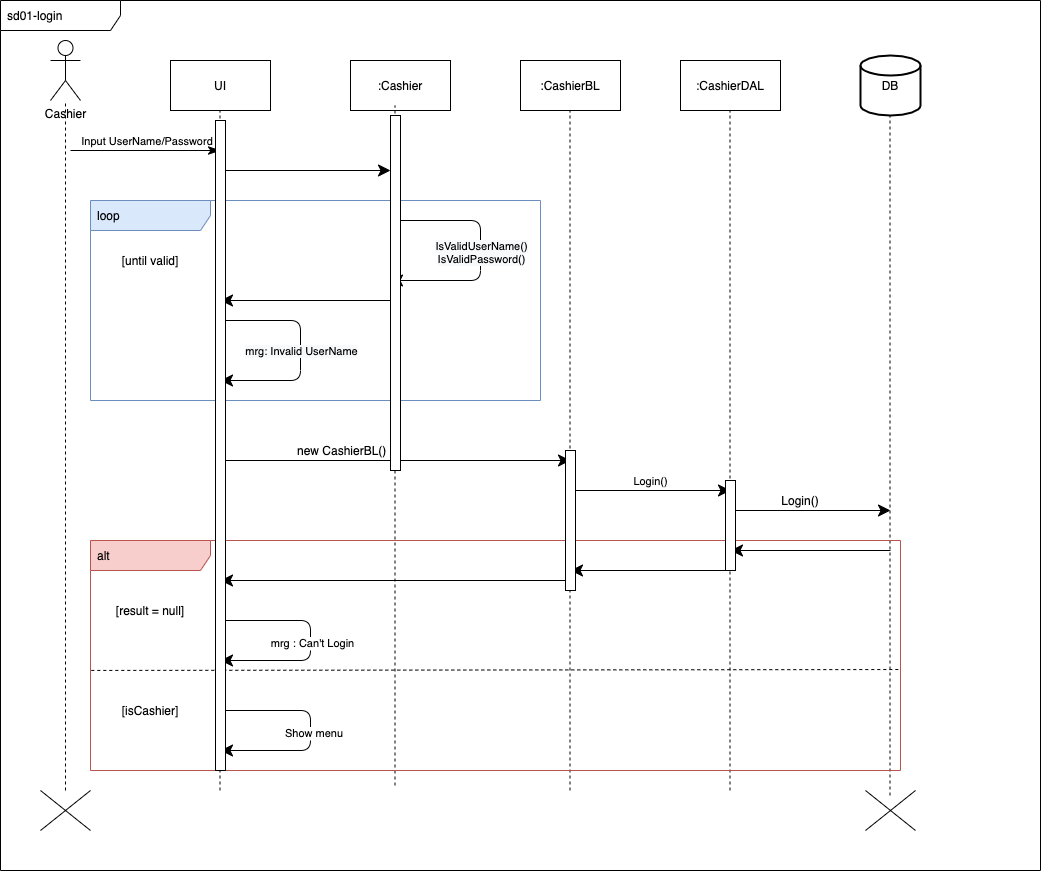 sd01-login
Cashier
UI
:Cashier
:CashierBL
:CashierDAL
DB
Input UserName/Password
loop
[until valid]
IsValidUserName()
IsValidPassword()
mrg: Invalid UserName
new CashierBL()
Login()
Login()
alt
[result = null]
mrg : Can't Login
[isCashier]
Show menu